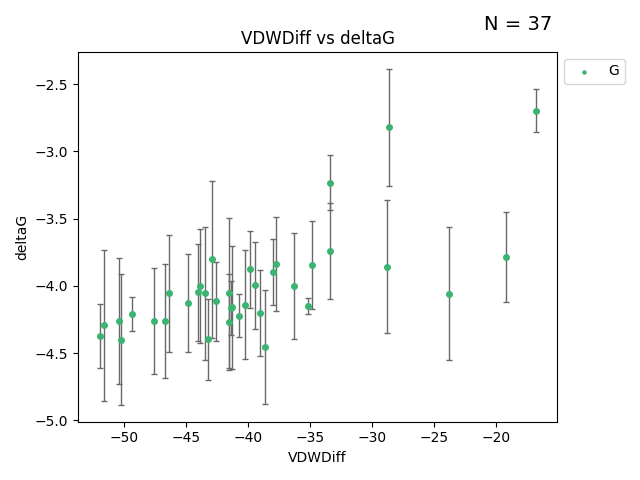 N = 37
VDWDiff vs deltaG
G
deltaG
−2.5
−3.0
−3.5
−4.0
−4.5
−5.0
−50 −45 −40 −35 −30 −25 −20
VDWDiff